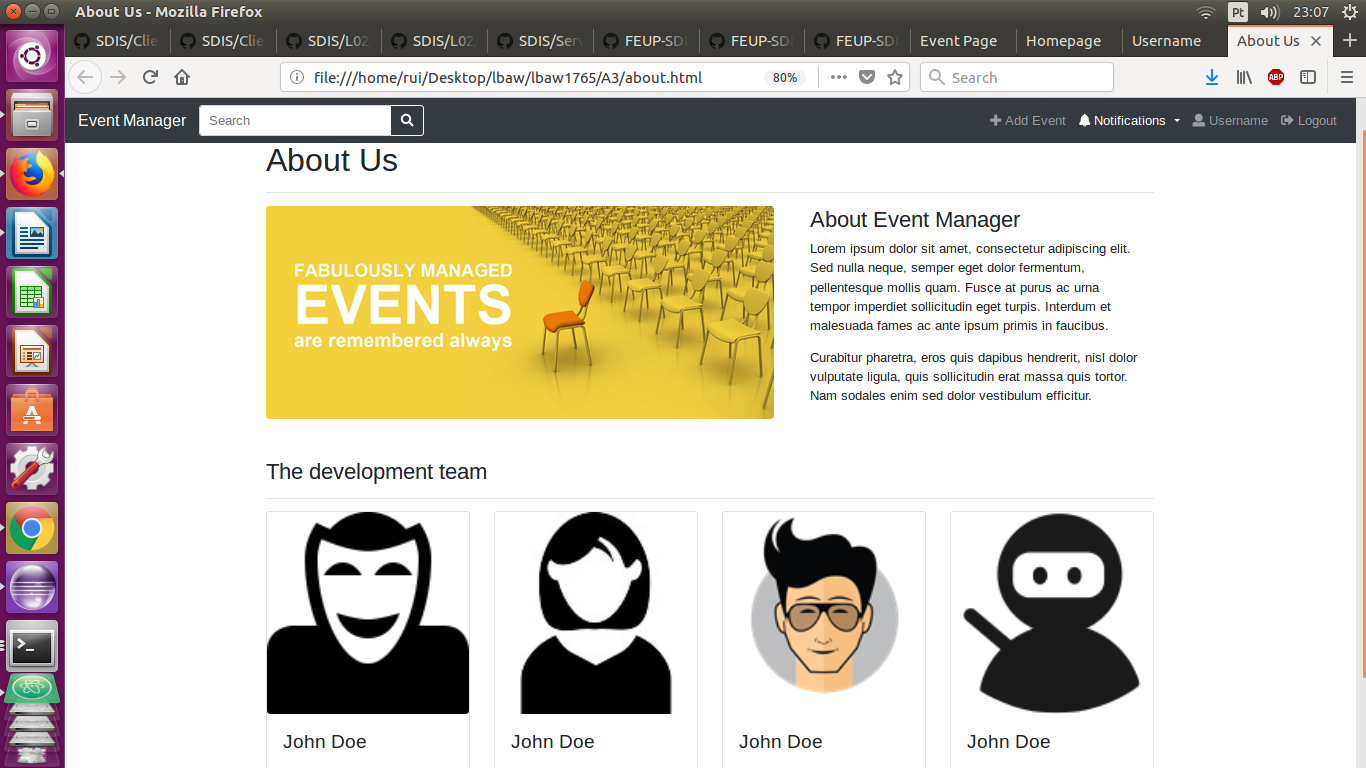 About Us - Mozilla Firefox
Pt
23:07
SDIS/Clie
SDIS/Clie
SDIS/L02
SDIS/L02
SDIS/Serv
FEUP-SDI
FEUP-SDI
FEUP-SDI
Event Page
Homepage
Username
About Us
file:///home/rui/Desktop/lbaw/lbaw1765/A3/about.html
80%
Search
ABP
Event Manager
Search
Add Event
Notifications
Username
Logout
About Us
FABULOUSLY MANAGED
EVENTS
are remembered always
About Event Manager
Lorem ipsum dolor sit amet, consectetur adipiscing elit.
Sed nulla neque, semper eget dolor fermentum,
pellentesque mollis quam. Fusce at purus ac urna
tempor imperdiet sollicitudin eget turpis. Interdum et
malesuada fames ac ante ipsum primis in faucibus.
Curabitur pharetra, eros quis dapibus hendrerit, nisl dolor
vulputate ligula, quis sollicitudin erat massa quis tortor.
Nam sodales enim sed dolor vestibulum efficitur.
The development team
John Doe
John Doe
John Doe
John Doe